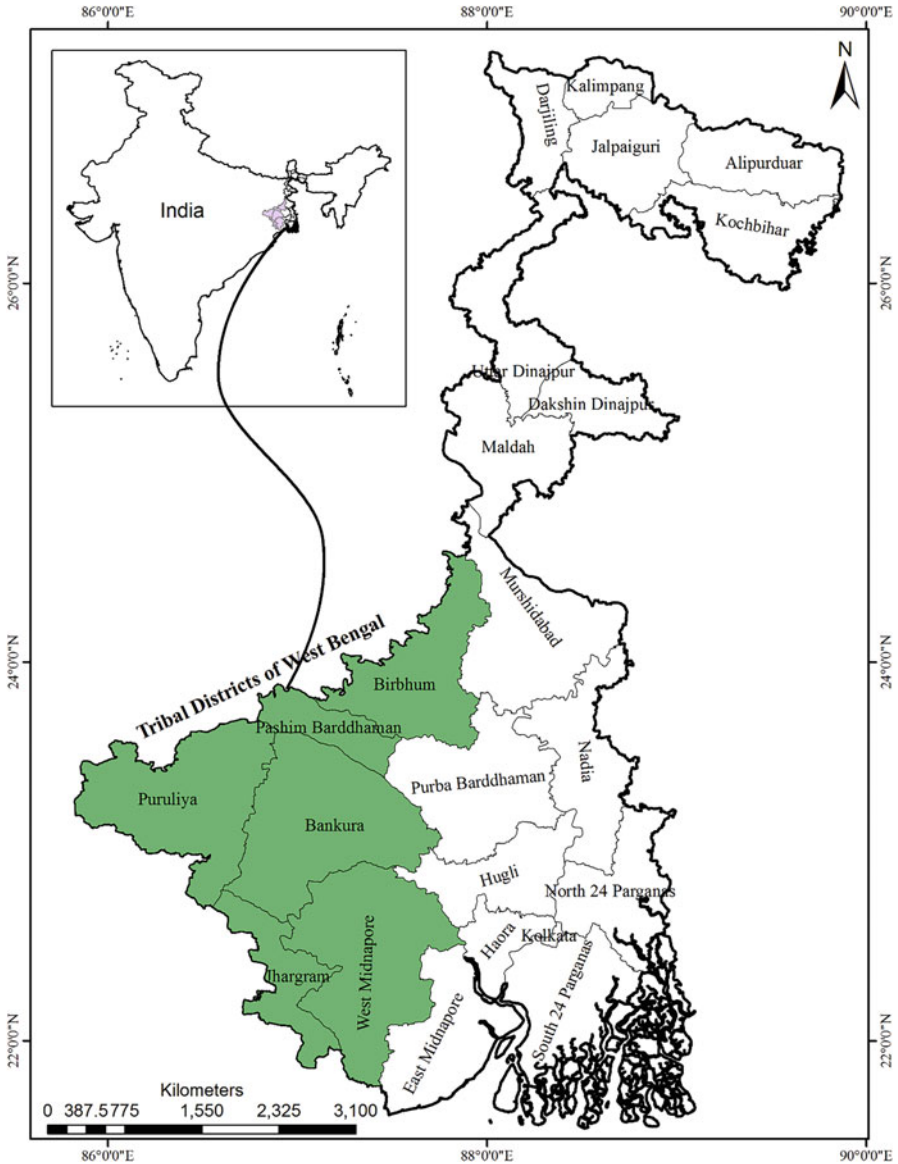 86°0'0"E 88°0'0"E 90°0'0"E
N
India
Darjiling
Kalimpang
Jalpaiguri
Alipurduar
Kochbihar
26°0'0"N 26°0'0"N
Uttar Dinajpur
Dakshin Dinajpur
Maldah
Murshidabad
Tribal Districts of West Bengal
24°0'0"N 24°0'0"N
Birbhum
Pashim Barddhaman
Nadia
Purba Barddhaman
Puruliya
Bankura
Hugli
North 24 Parganas
Haora
Kolkata
Jhargram
West Midnapore
South 24 Parganas
East Midnapore
22°0'0"N 22°0'0"N
Kilometers
0 387.5775 1,550 2,325 3,100
86°0'0"E 88°0'0"E 90°0'0"E